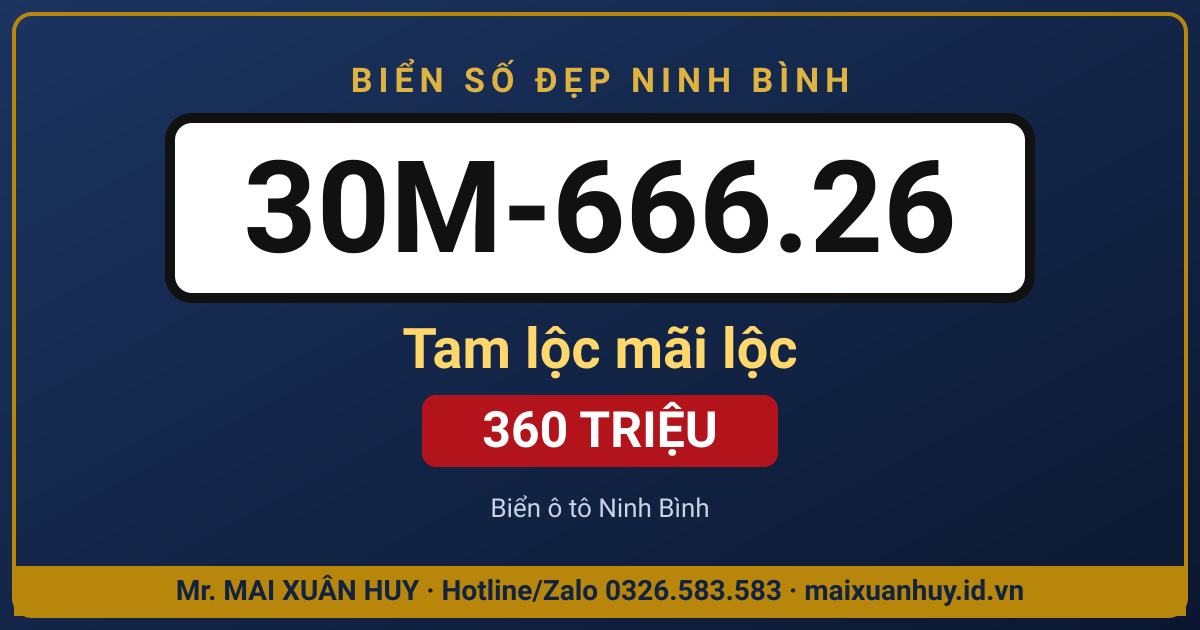 BIỂN SỐ ĐẸP NINH BÌNH
30M-666.26
Tam lộc mãi lộc
360 TRIỆU
Biển ô tô Ninh Bình
Mr. MAI XUÂN HUY · Hotline/Zalo 0326.583.583 · maixuanhuy.id.vn